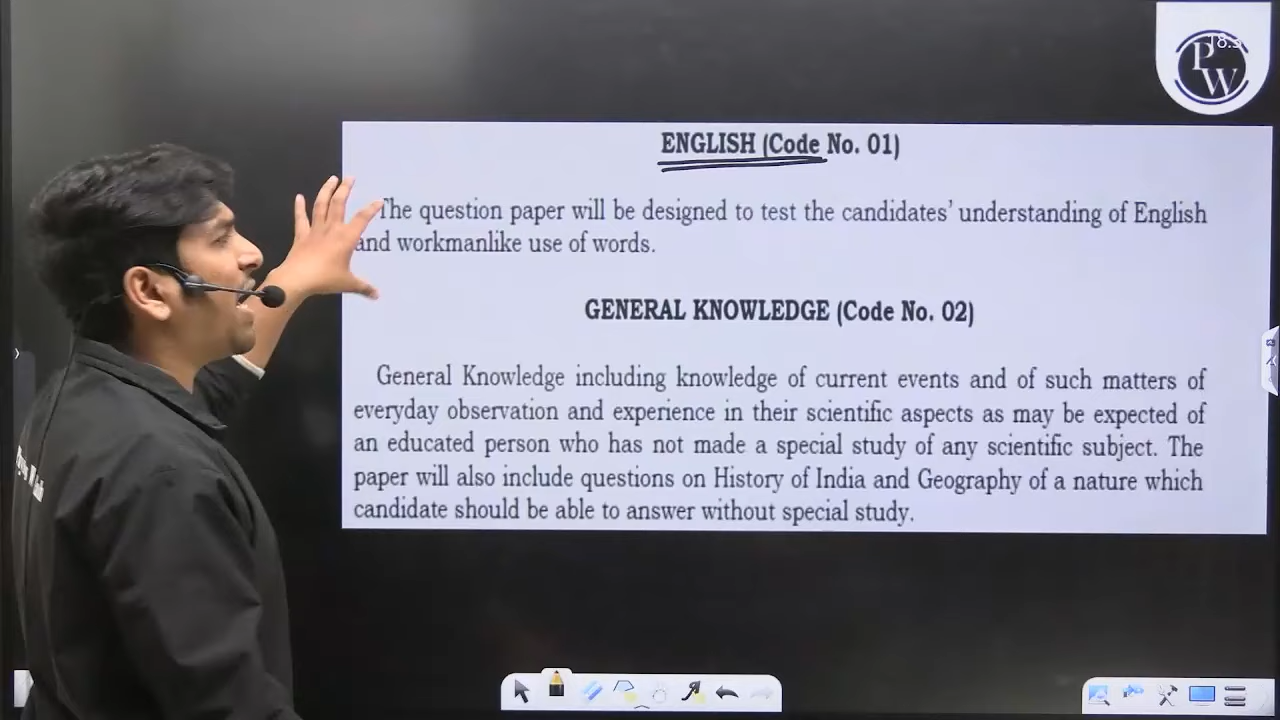 18:5
PW
ENGLISH (Code No. 01)
The question paper will be designed to test the candidates' understanding of English
and workmanlike use of words.
GENERAL KNOWLEDGE (Code No. 02)
General Knowledge including knowledge of current events and of such matters of
everyday observation and experience in their scientific aspects as may be expected of
an educated person who has not made a special study of any scientific subject. The
paper will also include questions on History of India and Geography of a nature which
candidate should be able to answer without special study.